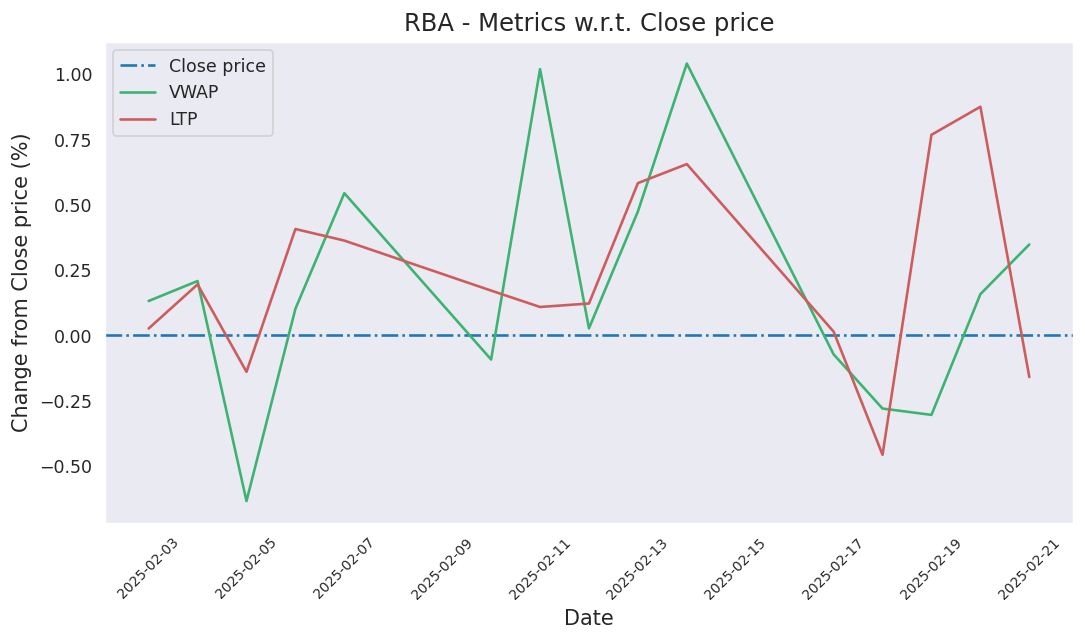 RBA - Metrics w.r.t. Close price
Close price
VWAP
LTP
Change from Close price (%)
1.00
0.75
0.50
0.25
0.00
−0.25
−0.50
2025-02-03
2025-02-05
2025-02-07
2025-02-09
2025-02-11
2025-02-13
2025-02-15
2025-02-17
2025-02-19
2025-02-21
Date